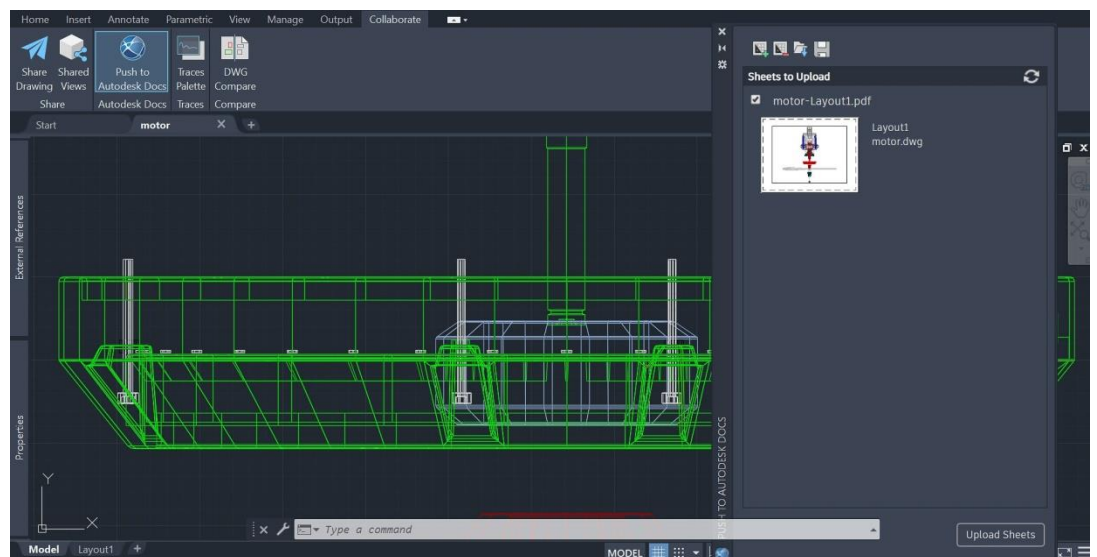 Home Insert Annotate Parametric View Manage Output Collaborate
Share Drawing
Shared Views
Push to Autodesk Docs
Traces Palette
DWG Compare
Share
Autodesk Docs
Traces
Compare
Start
motor
External References
Properties
Y
X
Type a command
Model
Layout1
MODEL
PUSH TO AUTODESK DOCS
Sheets to Upload
motor-Layout1.pdf
Layout1
motor.dwg
Upload Sheets